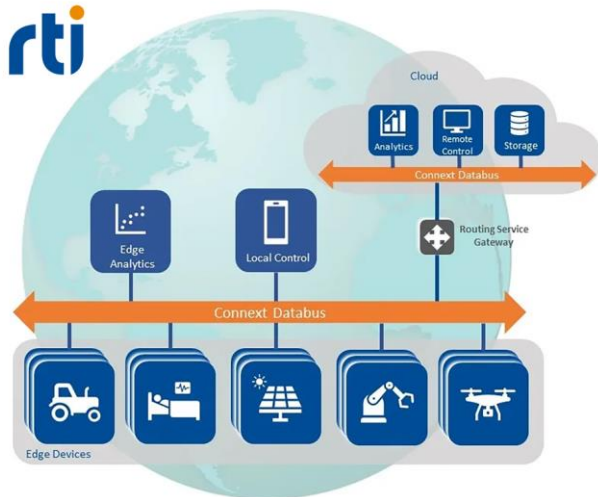 rti
Cloud
Analytics
Remote
Control
Storage
Connext Databus
Routing Service
Gateway
Edge
Analytics
Local Control
Connext Databus
Edge Devices